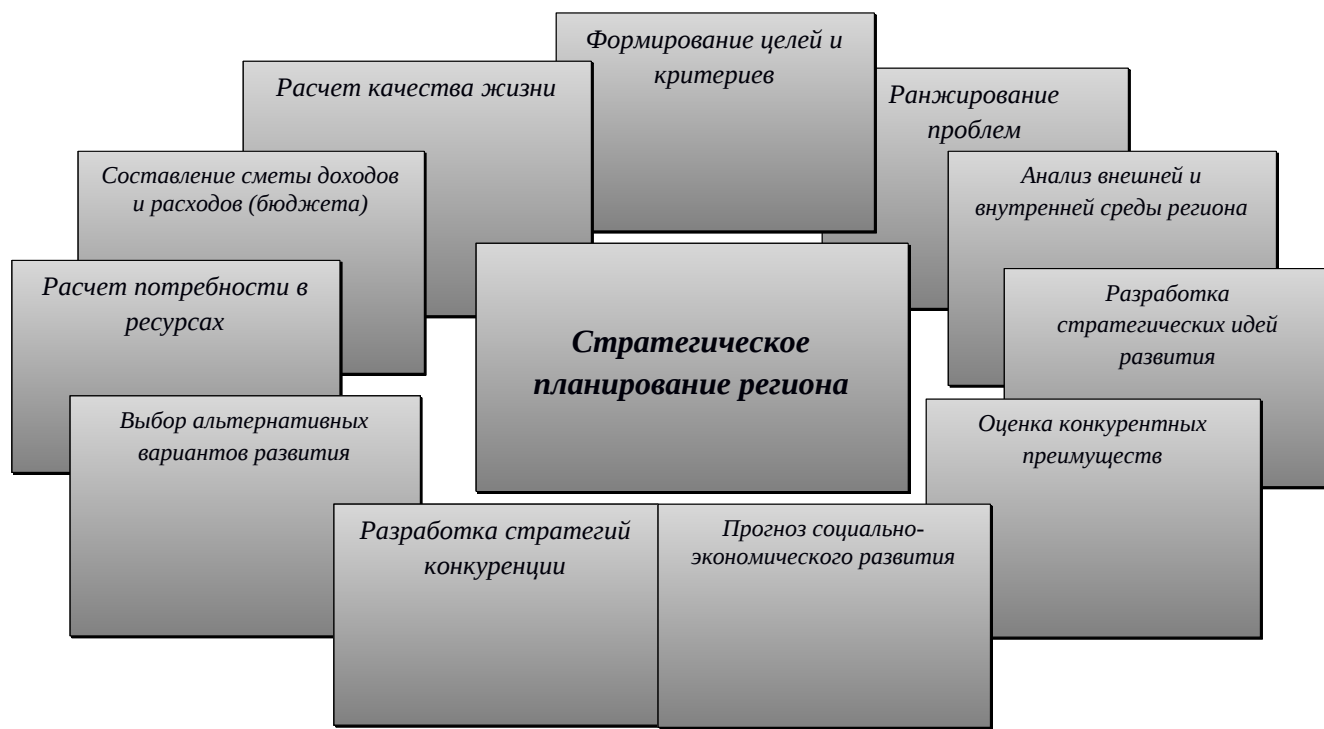 Формирование целей и
критериев
Расчет качества жизни
Ранжирование
проблем
Составление сметы доходов
и расходов (бюджета)
Анализ внешней и
внутренней среды региона
Расчет потребности в
ресурсах
Разработка
стратегических идей
развития
Стратегическое
планирование региона
Выбор альтернативных
вариантов развития
Оценка конкурентных
преимуществ
Разработка стратегий
конкуренции
Прогноз социально-
экономического развития